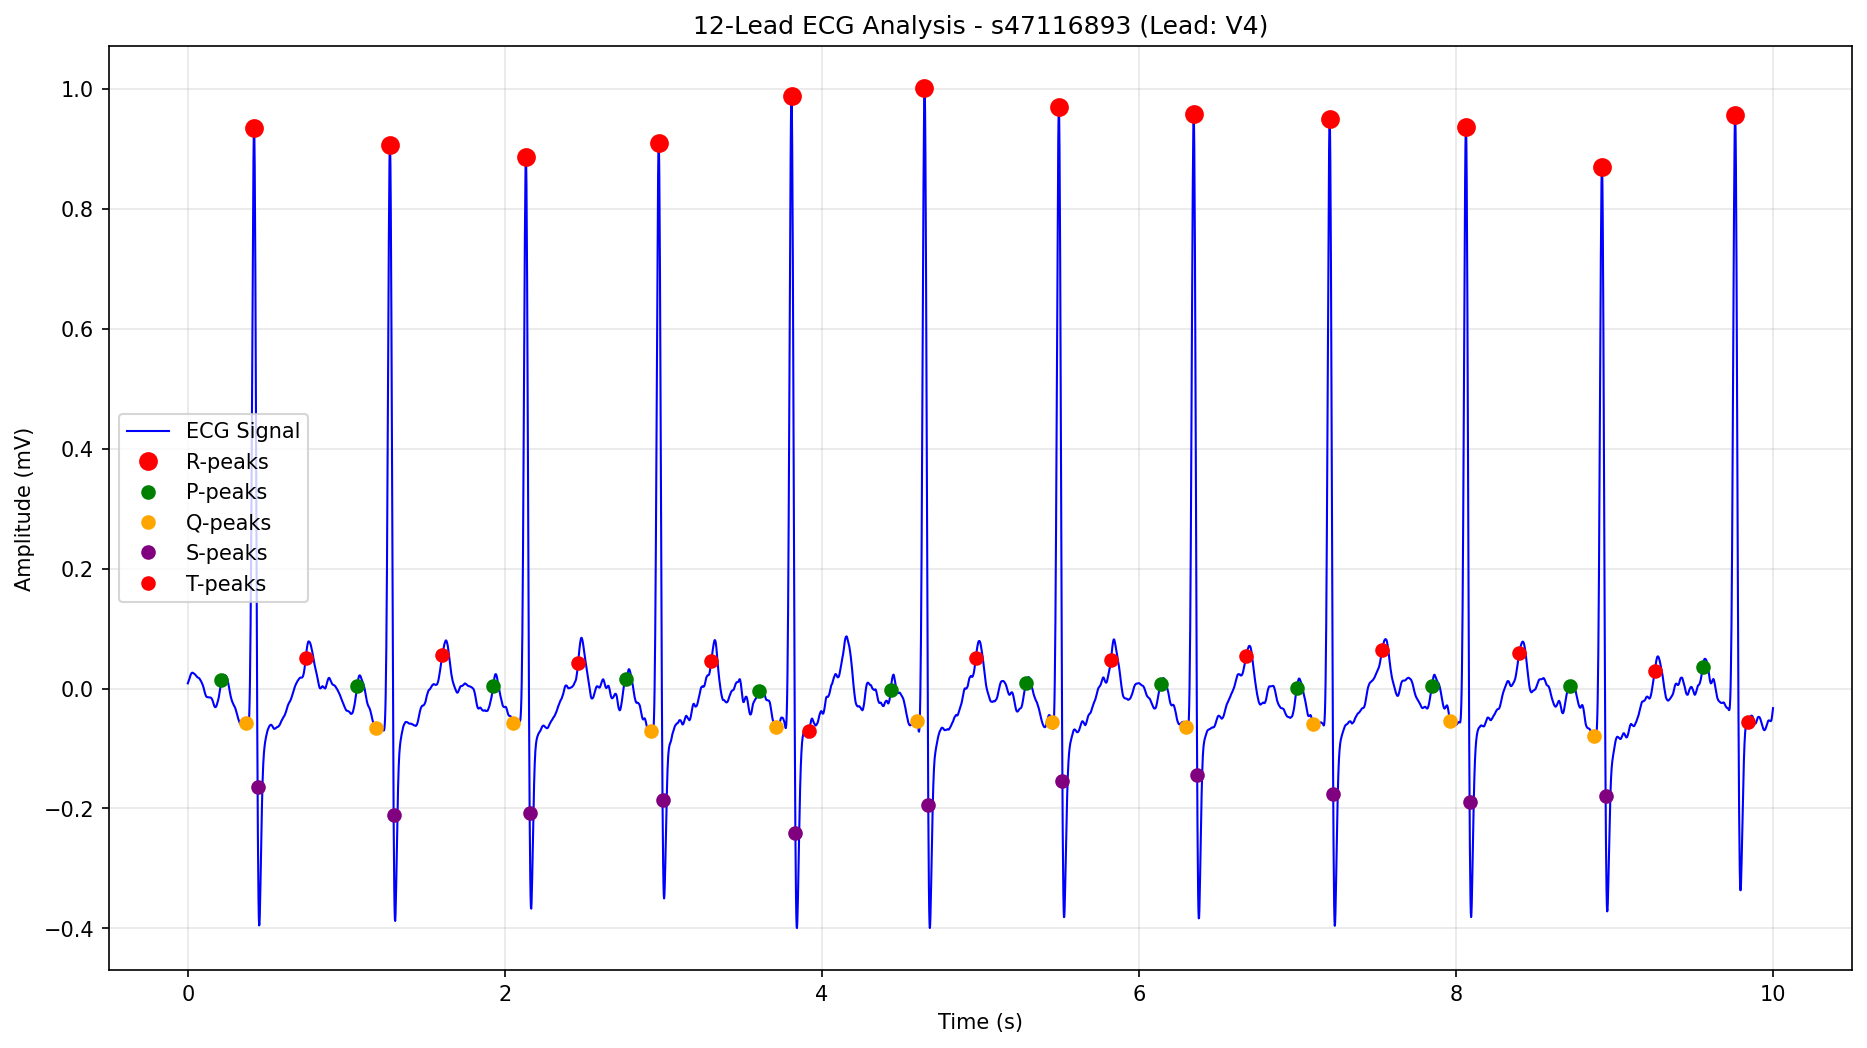 12-Lead ECG Analysis - s47116893 (Lead: V4)
Amplitude (mV)
1.0
0.8
0.6
0.4
0.2
0.0
−0.2
−0.4
ECG Signal
R-peaks
P-peaks
Q-peaks
S-peaks
T-peaks
0 2 4 6 8 10
Time (s)